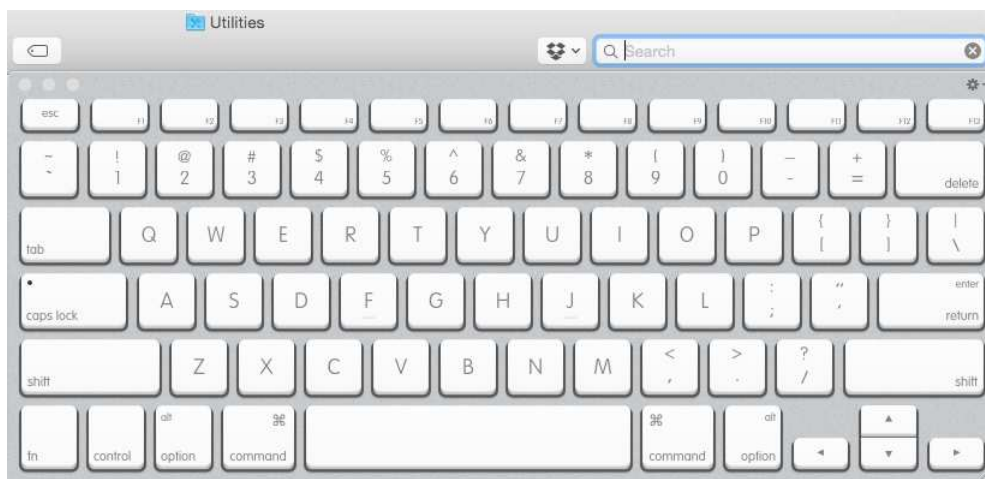 Utilities
Search
esc F1 F2 F3 F4 F5 F6 F7 F8 F9 F10 F11 F12 F13
~ ! @ # $ % ^ & * ( ) — +
` 1 2 3 4 5 6 7 8 9 0 - = delete
tab Q W E R T Y U I O P { [ } ] | \
caps lock A S D F G H J K L : ; " ' enter return
shift Z X C V B N M < , > . ? / shift
alt ⌘ ⌘ alt
fn control option command command option